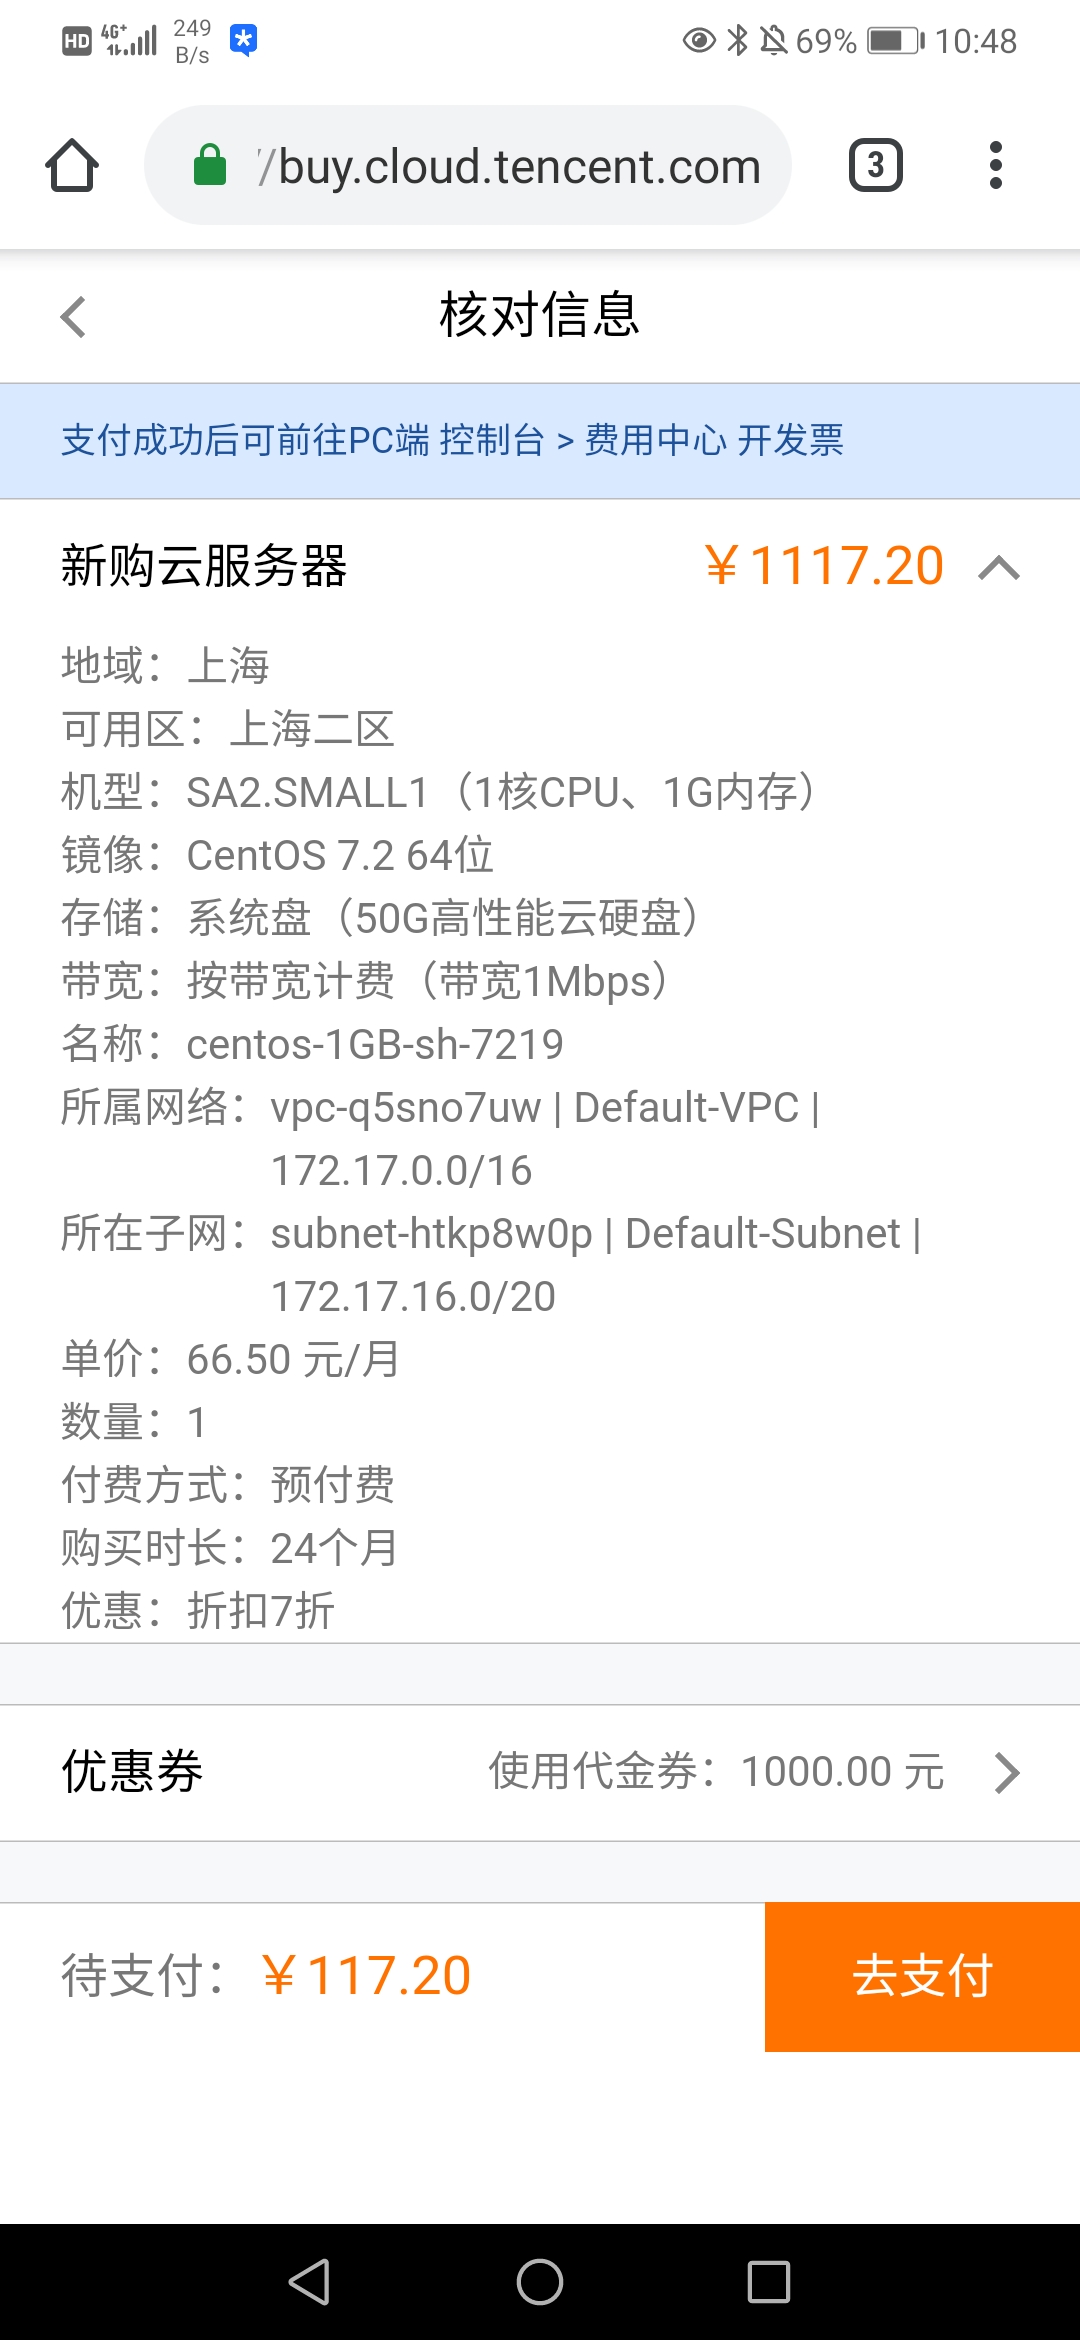 HD 4G+ 249 B/s 69% 10:48
/buy.cloud.tencent.com 3
核对信息
支付成功后可前往PC端 控制台 > 费用中心 开发票
新购云服务器 ￥1117.20
地域：上海
可用区：上海二区
机型：SA2.SMALL1（1核CPU、1G内存）
镜像：CentOS 7.2 64位
存储：系统盘（50G高性能云硬盘）
带宽：按带宽计费（带宽1Mbps）
名称：centos-1GB-sh-7219
所属网络：vpc-q5sno7uw | Default-VPC |
172.17.0.0/16
所在子网：subnet-htkp8w0p | Default-Subnet |
172.17.16.0/20
单价：66.50 元/月
数量：1
付费方式：预付费
购买时长：24个月
优惠：折扣7折
优惠券 使用代金券：1000.00 元
待支付：￥117.20 去支付